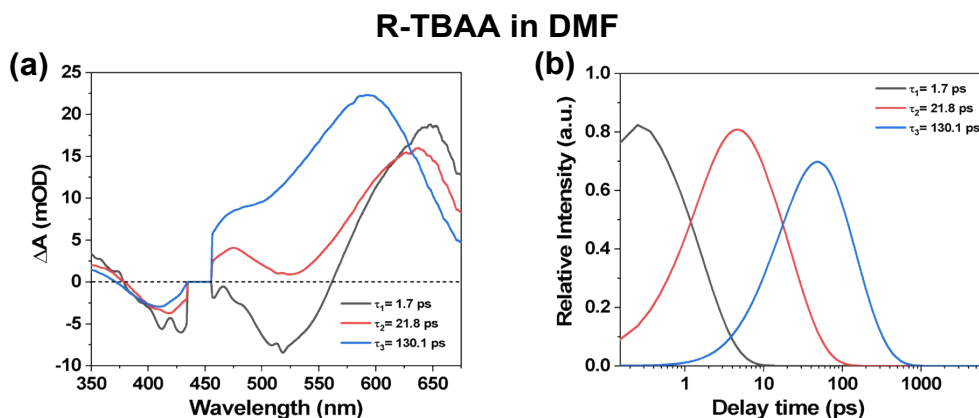 R-TBAA in DMF
(a)
25
20
15
10
5
0
-5
-10
ΔA (mOD)
350 400 450 500 550 600 650
Wavelength (nm)
τ1= 1.7 ps
τ2= 21.8 ps
τ3= 130.1 ps
(b)
1.0
0.8
0.6
0.4
0.2
0.0
Relative Intensity (a.u.)
1 10 100 1000
Delay time (ps)
τ1= 1.7 ps
τ2= 21.8 ps
τ3= 130.1 ps